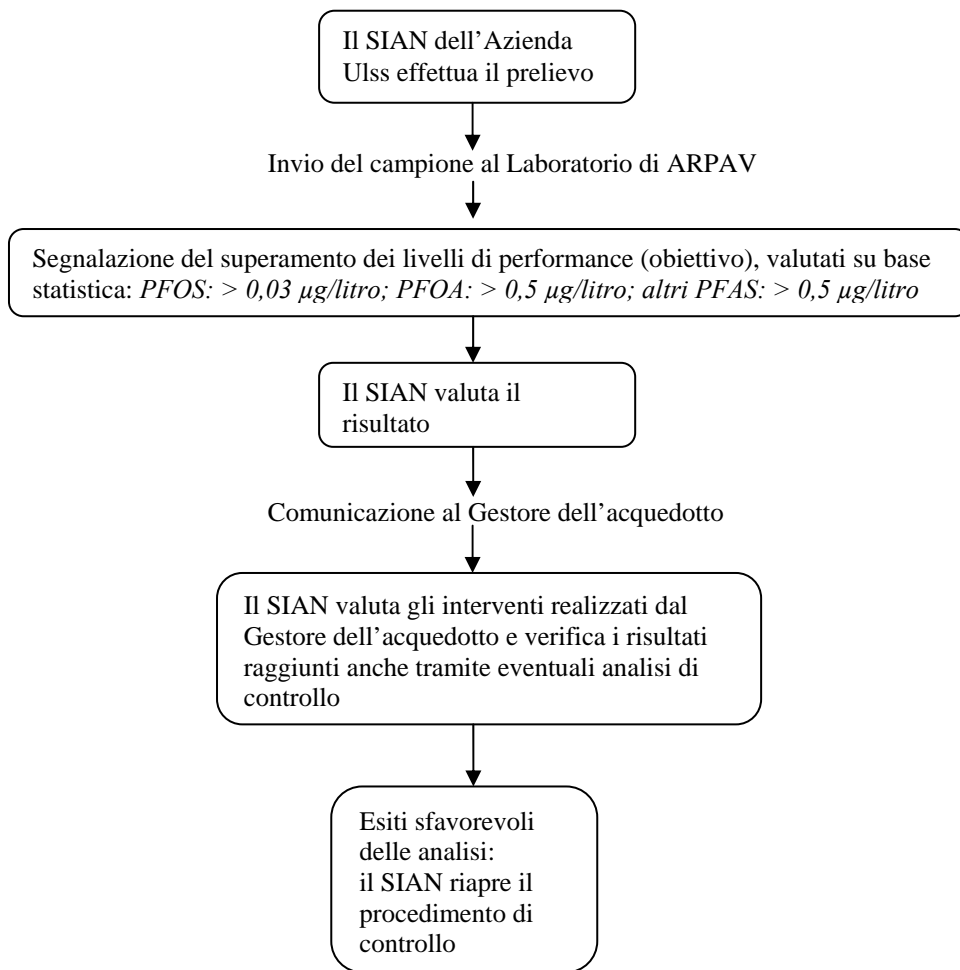 Il SIAN dell’Azienda
Ulss effettua il prelievo
Invio del campione al Laboratorio di ARPAV
Segnalazione del superamento dei livelli di performance (obiettivo), valutati su base
statistica: PFOS: > 0,03 µg/litro; PFOA: > 0,5 µg/litro; altri PFAS: > 0,5 µg/litro
Il SIAN valuta il
risultato
Comunicazione al Gestore dell’acquedotto
Il SIAN valuta gli interventi realizzati dal
Gestore dell’acquedotto e verifica i risultati
raggiunti anche tramite eventuali analisi di
controllo
Esiti sfavorevoli
delle analisi:
il SIAN riapre il
procedimento di
controllo